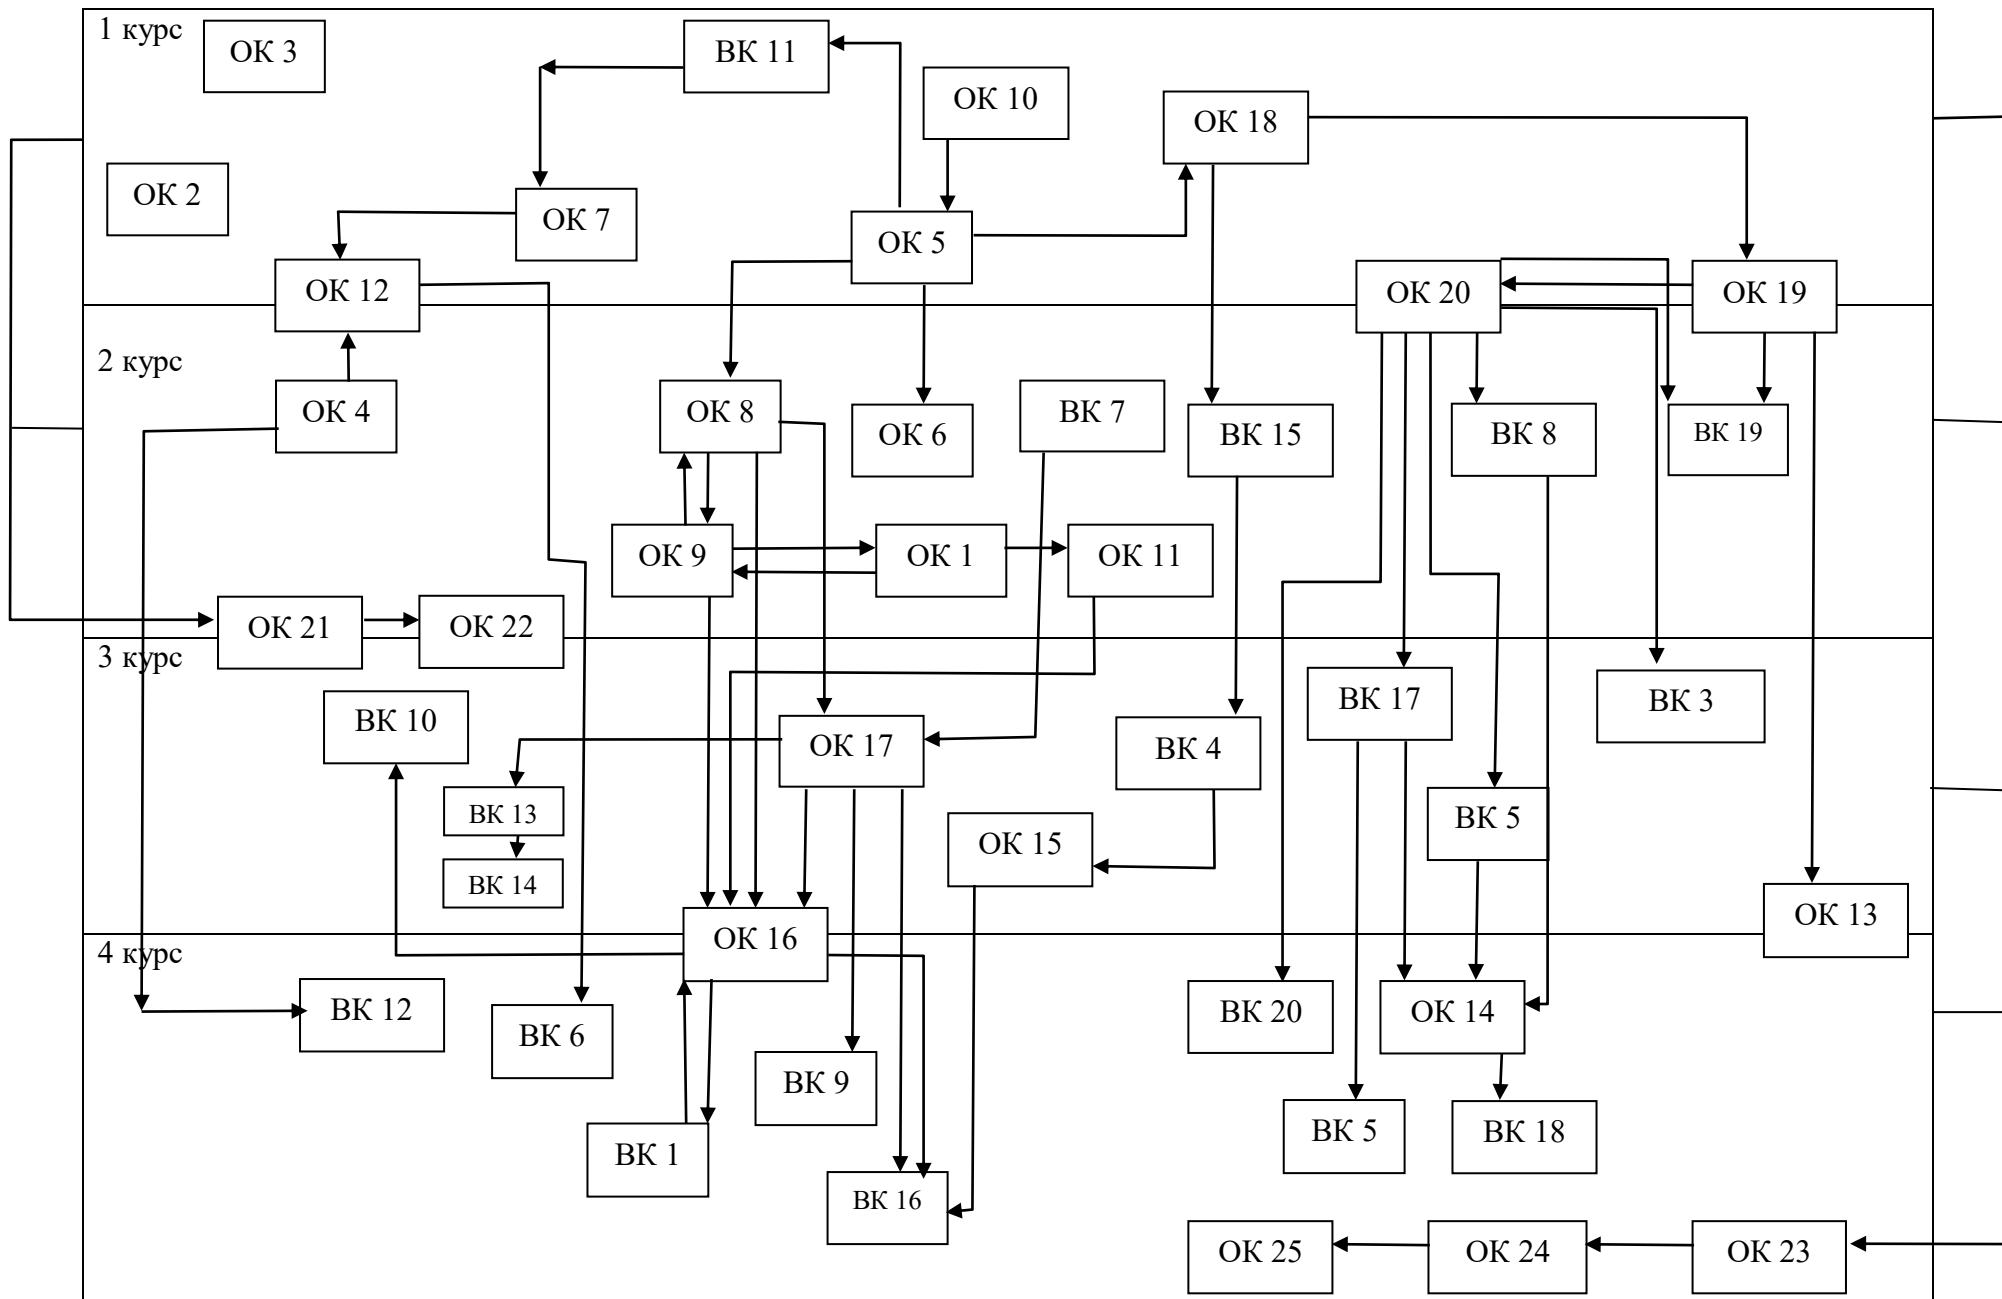 1 курс
ОК 3
ВК 11
ОК 10
ОК 18
ОК 2
ОК 7
ОК 5
ОК 12
ОК 20
ОК 19
2 курс
ОК 4
ОК 8
ОК 6
ВК 7
ВК 15
ВК 8
ВК 19
ОК 9
ОК 1
ОК 11
ОК 21
ОК 22
3 курс
ВК 10
ОК 17
ВК 4
ВК 17
ВК 3
ВК 13
ОК 15
ВК 5
ВК 14
ОК 16
ОК 13
4 курс
ВК 12
ВК 6
ВК 20
ОК 14
ВК 9
ВК 1
ВК 5
ВК 18
ВК 16
ОК 25
ОК 24
ОК 23